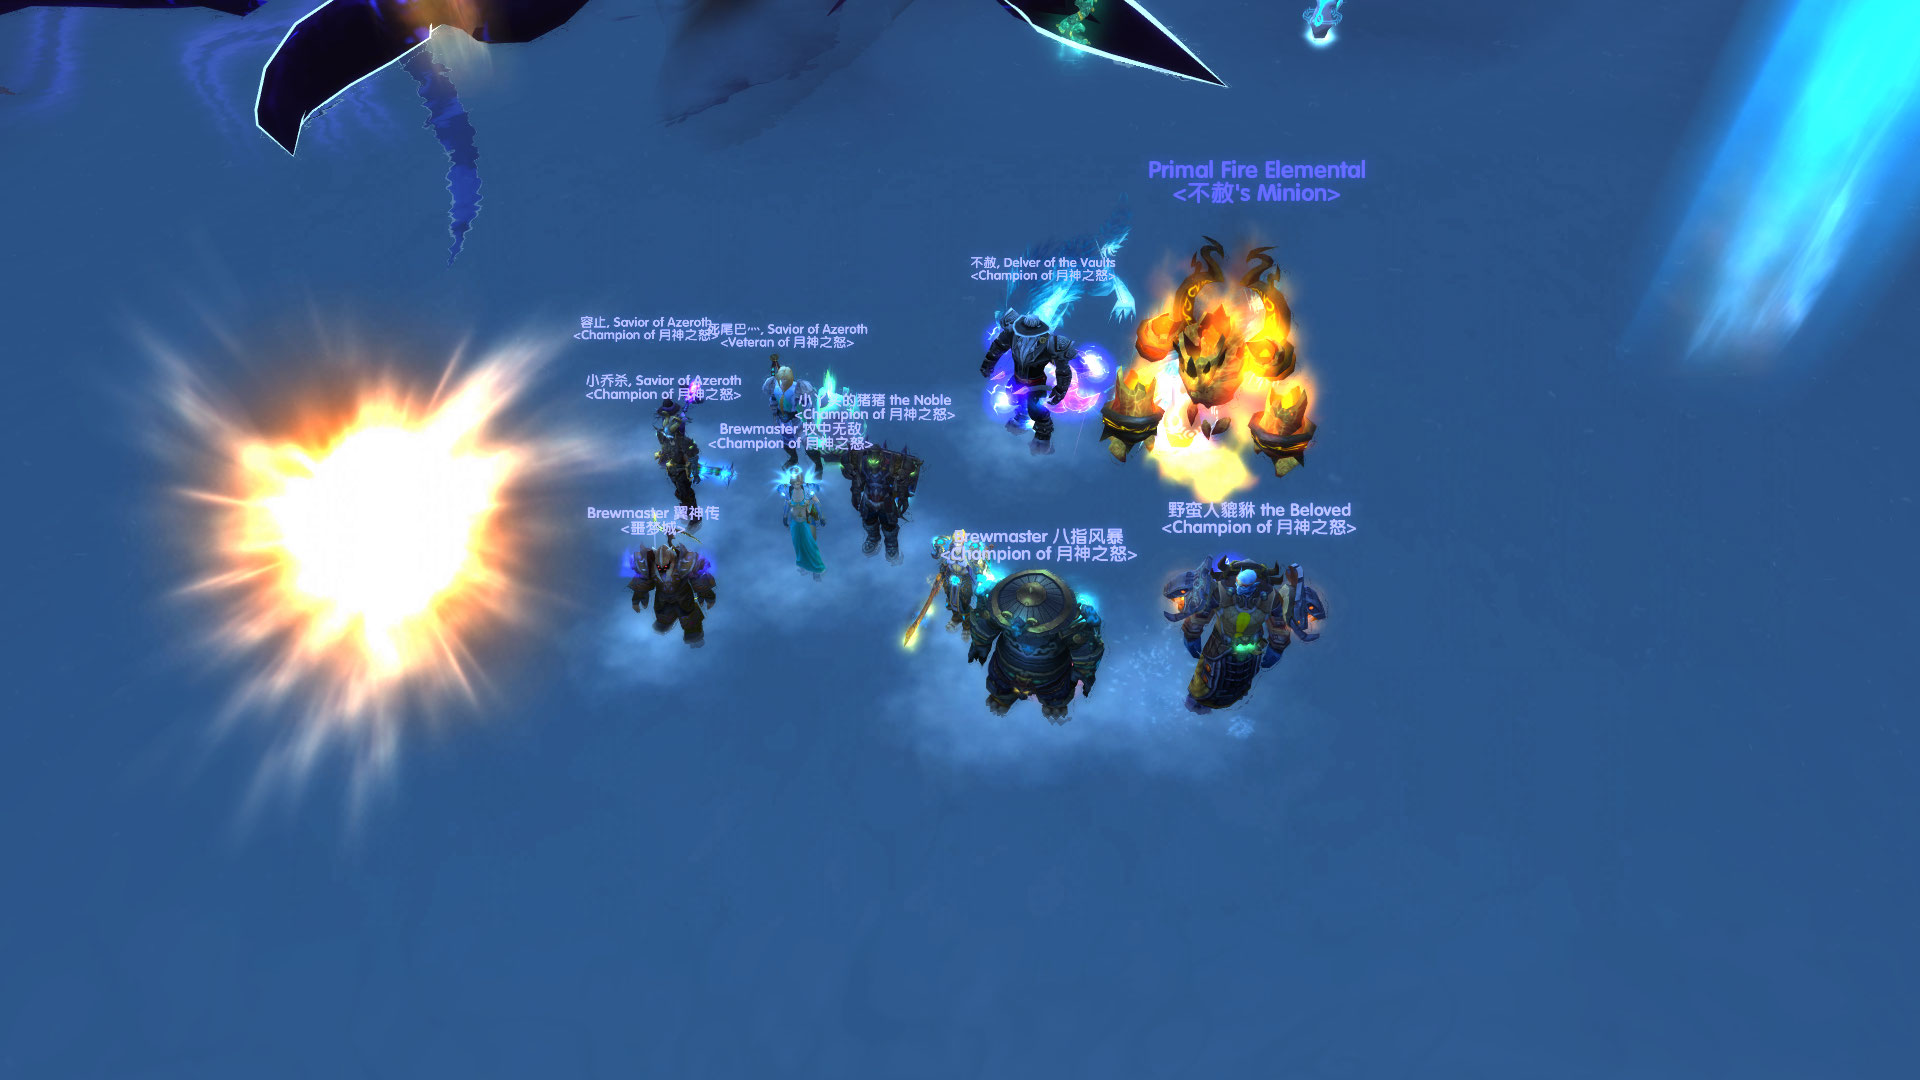 Primal Fire Elemental
<不赦's Minion>
不赦, Delver of the Vaults
<Champion of 月神之怒>
容止, Savior of Azeroth
<Champion of 月神之怒>
尾巴灬, Savior of Azeroth
<Veteran of 月神之怒>
小乔杀, Savior of Azeroth
<Champion of 月神之怒>
的猪猪 the Noble
<Champion of 月神之怒>
Brewmaster 牧中无敌
<Champion of 月神之怒>
Brewmaster 翼神传
<噩梦城>
野蛮人貔貅 the Beloved
<Champion of 月神之怒>
Brewmaster 八指风暴
<Champion of 月神之怒>